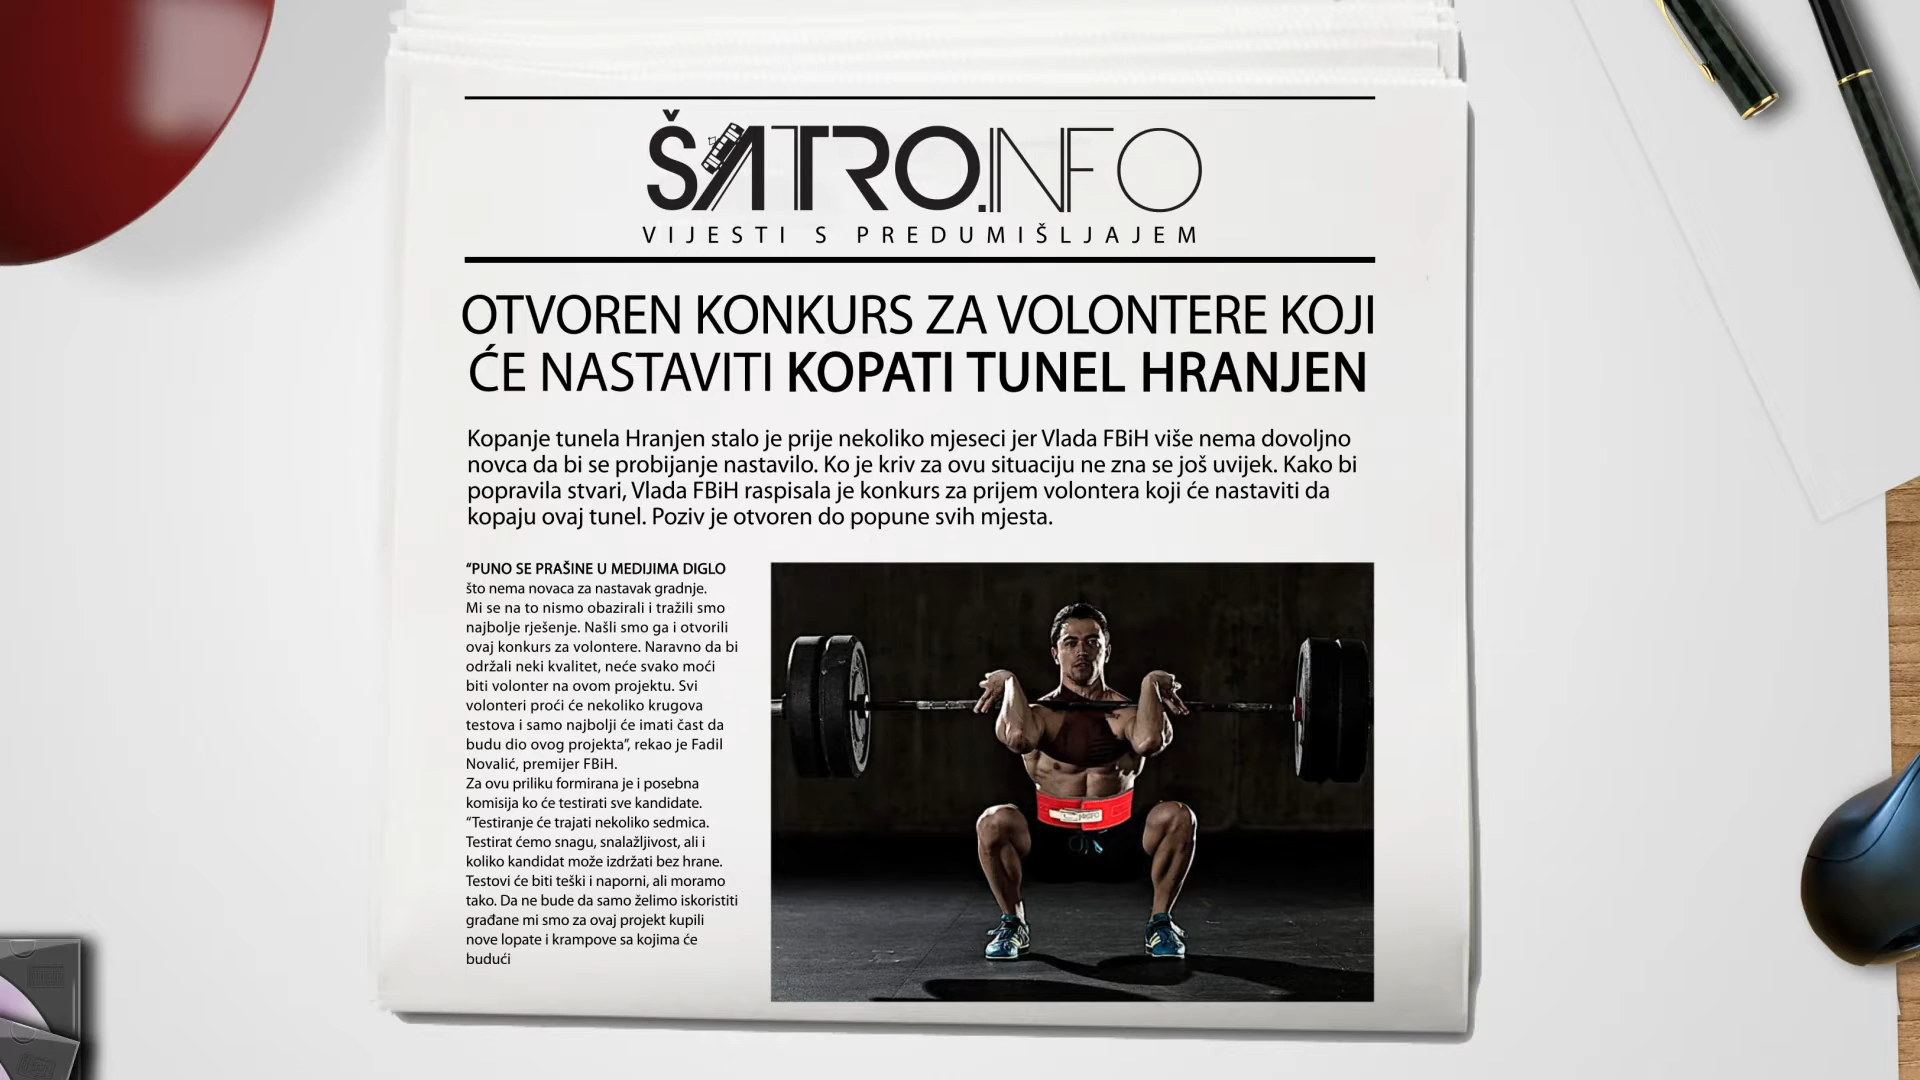 ŠATRO.INFO
VIJESTI S PREDUMIŠLJAJEM
OTVOREN KONKURS ZA VOLONTERE KOJI
ĆE NASTAVITI KOPATI TUNEL HRANJEN
Kopanje tunela Hranjen stalo je prije nekoliko mjeseci jer Vlada FBiH više nema dovoljno
novca da bi se probijanje nastavilo. Ko je kriv za ovu situaciju ne zna se još uvijek. Kako bi
popravila stvari, Vlada FBiH raspisala je konkurs za prijem volontera koji će nastaviti da
kopaju ovaj tunel. Poziv je otvoren do popune svih mjesta.
“PUNO SE PRAŠINE U MEDIJIMA DIGLO
što nema novaca za nastavak gradnje.
Mi se na to nismo obazirali i tražili smo
najbolje rješenje. Našli smo ga i otvorili
ovaj konkurs za volontere. Naravno da bi
održali neki kvalitet, neće svako moći
biti volonter na ovom projektu. Svi
volonteri proći će nekoliko krugova
testova i samo najbolji će imati čast da
budu dio ovog projekta”, rekao je Fadil
Novalić, premijer FBiH.
Za ovu priliku formirana je i posebna
komisija ko će testirati sve kandidate.
“Testiranje će trajati nekoliko sedmica.
Testirat ćemo snagu, snalažljivost, ali i
koliko kandidat može izdržati bez hrane.
Testovi će biti teški i naporni, ali moramo
tako. Da ne bude da samo želimo iskoristiti
građane mi smo za ovaj projekt kupili
nove lopate i krampove sa kojima će
budući